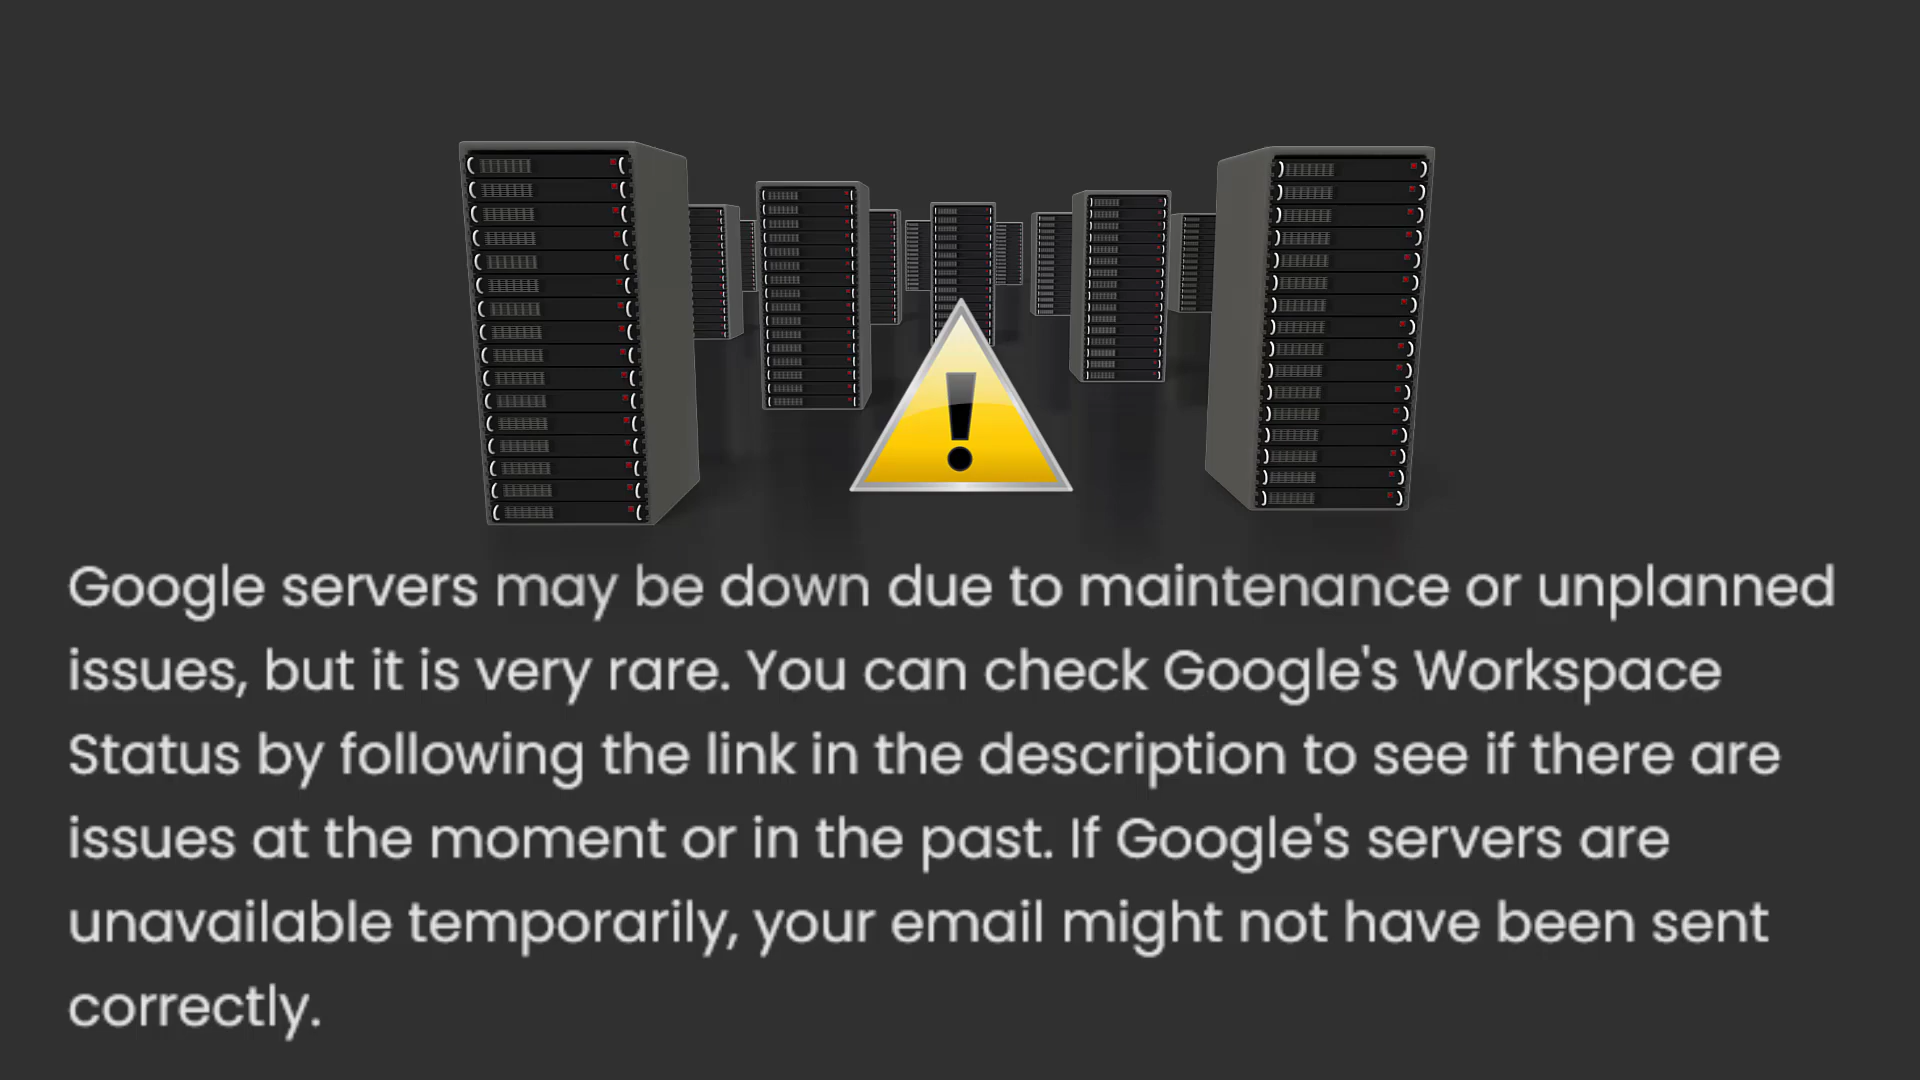 Google servers may be down due to maintenance or unplanned
issues, but it is very rare. You can check Google's Workspace
Status by following the link in the description to see if there are
issues at the moment or in the past. If Google's servers are
unavailable temporarily, your email might not have been sent
correctly.